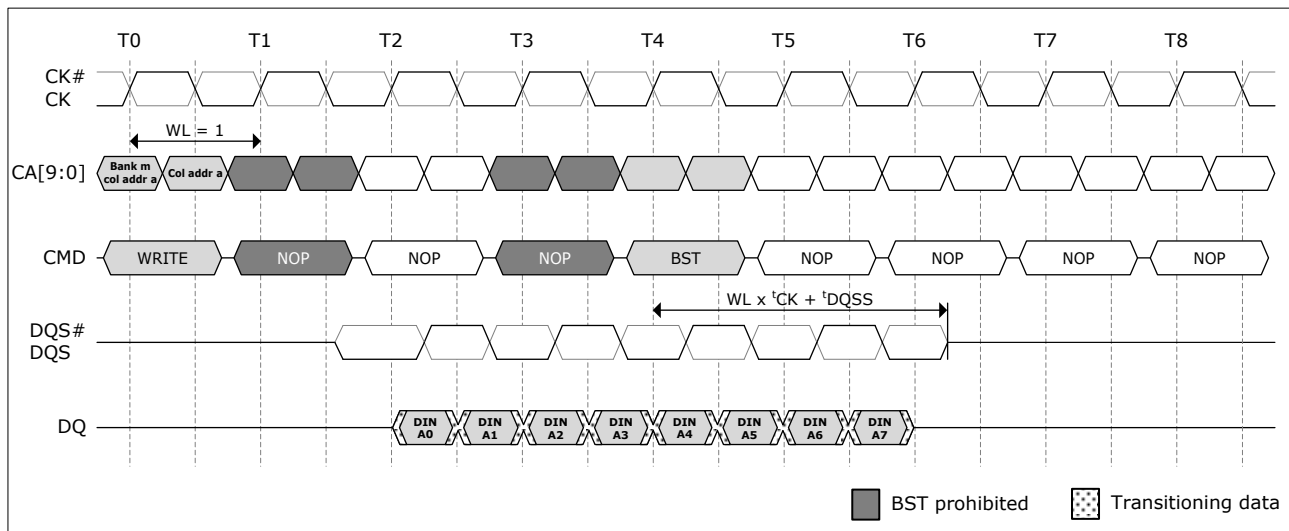 T0 T1 T2 T3 T4 T5 T6 T7 T8
CK#
CK
WL = 1
CA[9:0]
Bank m
col addr a
Col addr a
CMD WRITE NOP NOP NOP BST NOP NOP NOP NOP
WL x tCK + tDQSS
DQS#
DQS
DQ
DIN A0
DIN A1
DIN A2
DIN A3
DIN A4
DIN A5
DIN A6
DIN A7
BST prohibited
Transitioning data